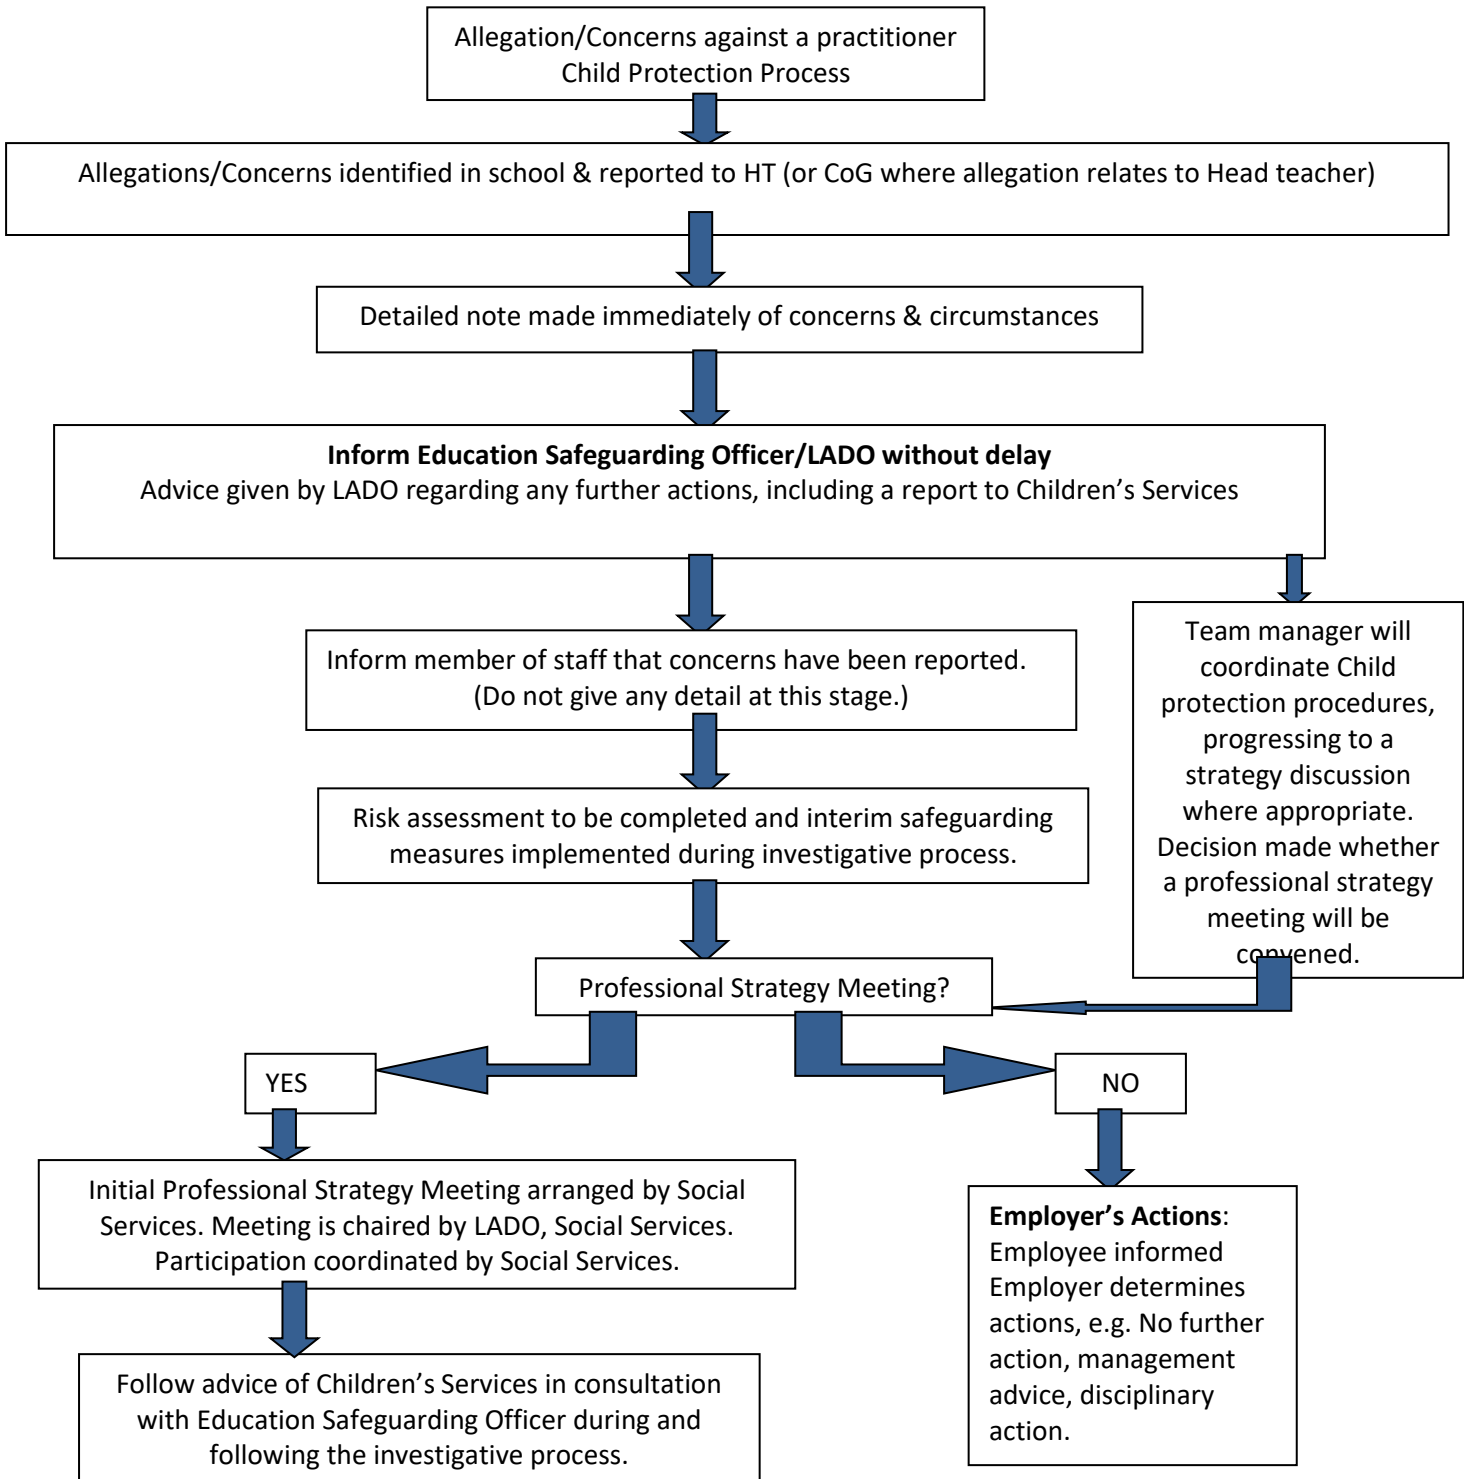 Allegation/Concerns against a practitioner
Child Protection Process
Allegations/Concerns identified in school & reported to HT (or CoG where allegation relates to Head teacher)
Detailed note made immediately of concerns & circumstances
Inform Education Safeguarding Officer/LADO without delay
Advice given by LADO regarding any further actions, including a report to Children’s Services
Inform member of staff that concerns have been reported.
(Do not give any detail at this stage.)
Risk assessment to be completed and interim safeguarding
measures implemented during investigative process.
Team manager will
coordinate Child
protection procedures,
progressing to a
strategy discussion
where appropriate.
Decision made whether
a professional strategy
meeting will be
convened.
Professional Strategy Meeting?
YES
NO
Initial Professional Strategy Meeting arranged by Social
Services. Meeting is chaired by LADO, Social Services.
Participation coordinated by Social Services.
Follow advice of Children’s Services in consultation
with Education Safeguarding Officer during and
following the investigative process.
Employer’s Actions:
Employee informed
Employer determines
actions, e.g. No further
action, management
advice, disciplinary
action.